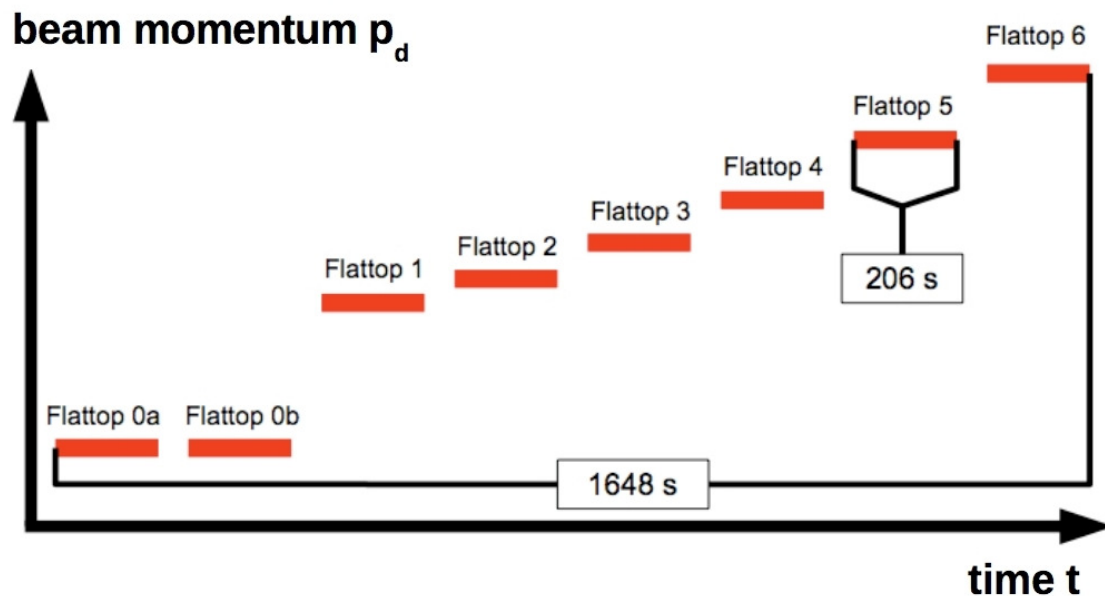 beam momentum p_d
Flattop 6
Flattop 5
Flattop 4
Flattop 3
Flattop 2
Flattop 1
206 s
Flattop 0a Flattop 0b
1648 s
time t